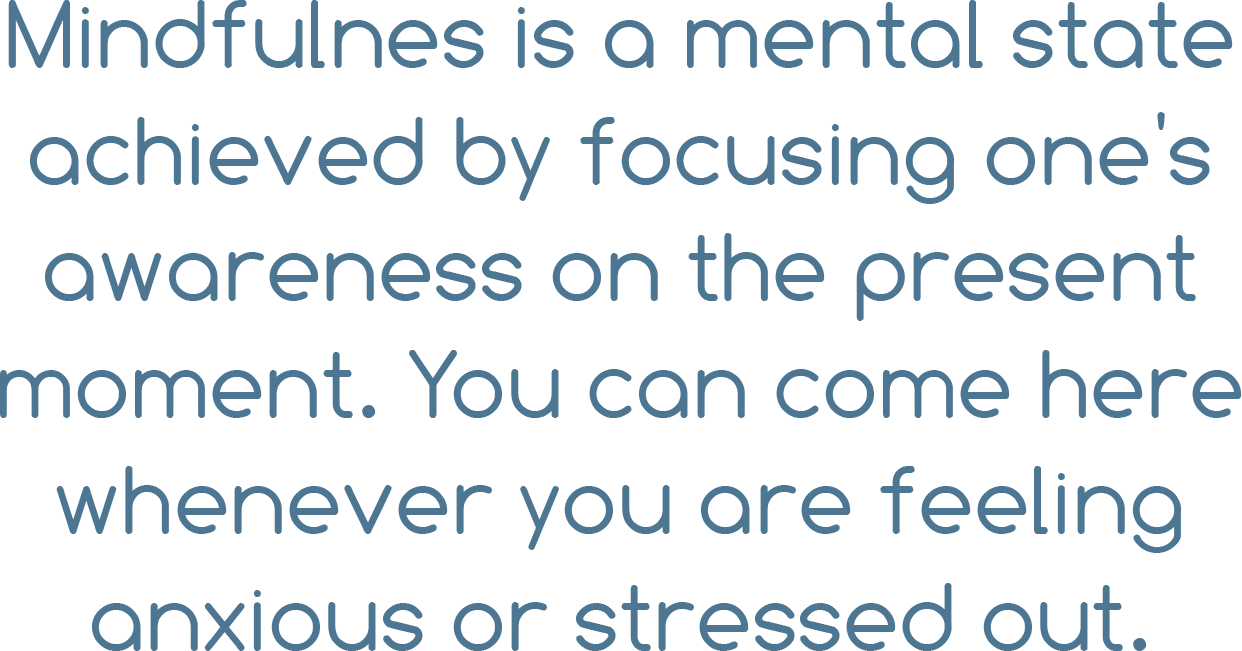 Mindfulnes is a mental state
achieved by focusing one's
awareness on the present
moment. You can come here
whenever you are feeling
anxious or stressed out.